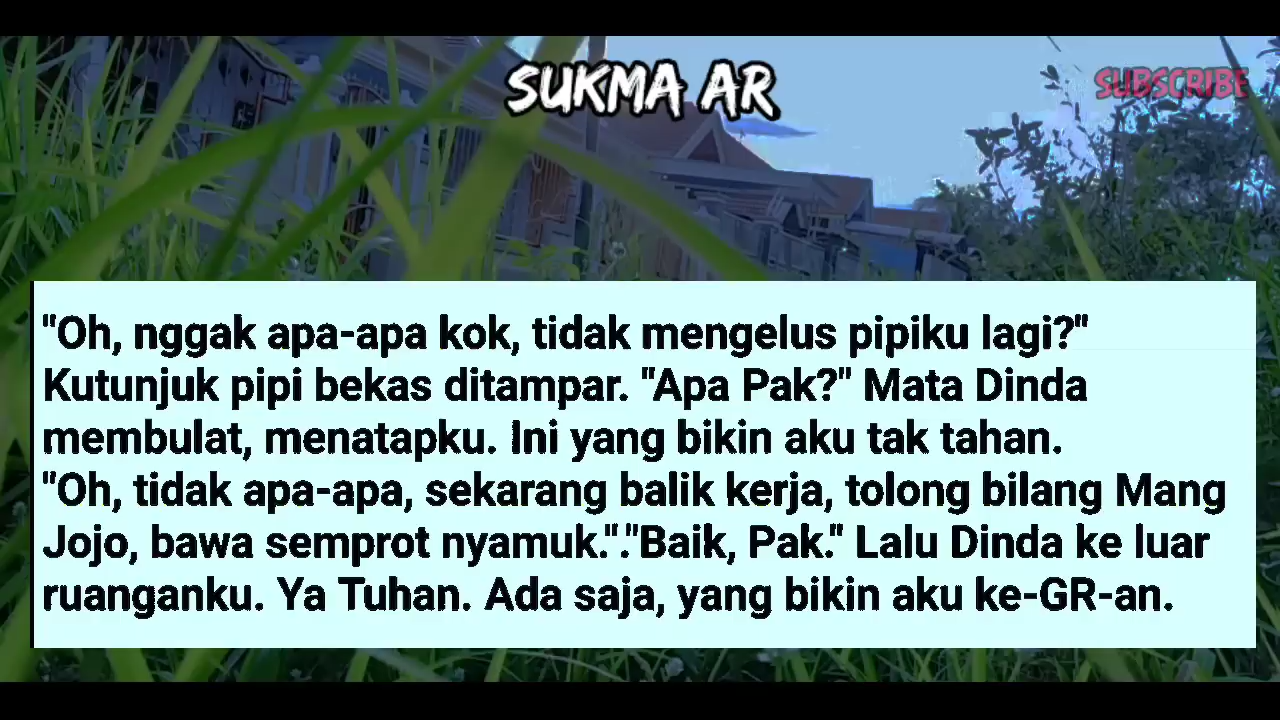 SUKMA AR
SUBSCRIBE
"Oh, nggak apa-apa kok, tidak mengelus pipiku lagi?"
Kutunjuk pipi bekas ditampar. "Apa Pak?" Mata Dinda
membulat, menatapku. Ini yang bikin aku tak tahan.
"Oh, tidak apa-apa, sekarang balik kerja, tolong bilang Mang
Jojo, bawa semprot nyamuk."."Baik, Pak." Lalu Dinda ke luar
ruanganku. Ya Tuhan. Ada saja, yang bikin aku ke-GR-an.